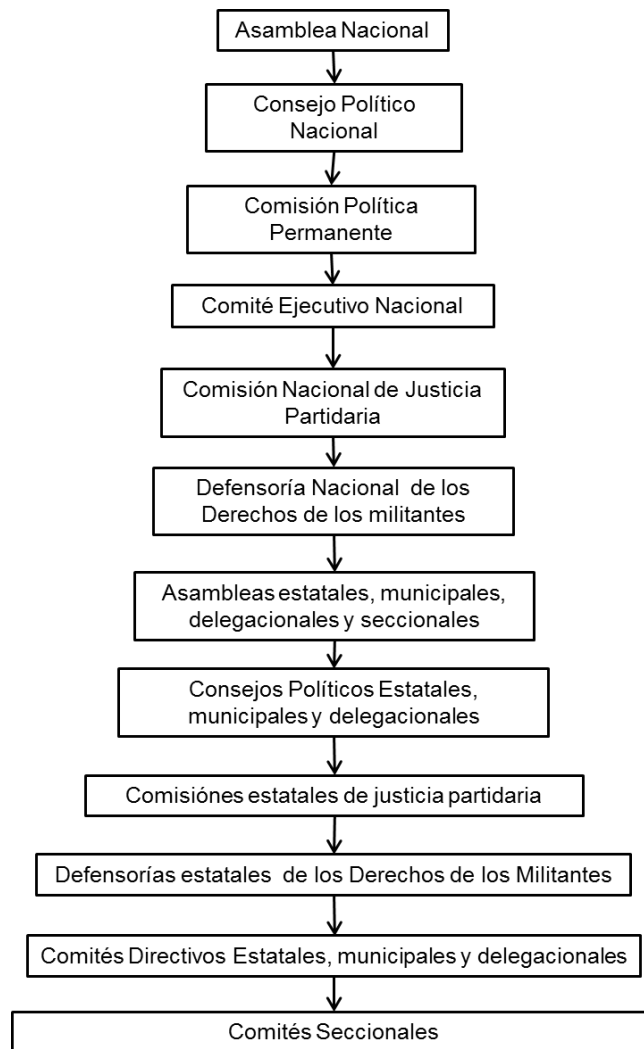 Asamblea Nacional
Consejo Político
Nacional
Comisión Política
Permanente
Comité Ejecutivo Nacional
Comisión Nacional de Justicia
Partidaria
Defensoría Nacional  de los
Derechos de los militantes
Asambleas estatales, municipales,
delegacionales y seccionales
Consejos Políticos Estatales,
municipales y delegacionales
Comisiónes estatales de justicia partidaria
Defensorías estatales  de los Derechos de los Militantes
Comités Directivos Estatales, municipales y delegacionales
Comités Seccionales